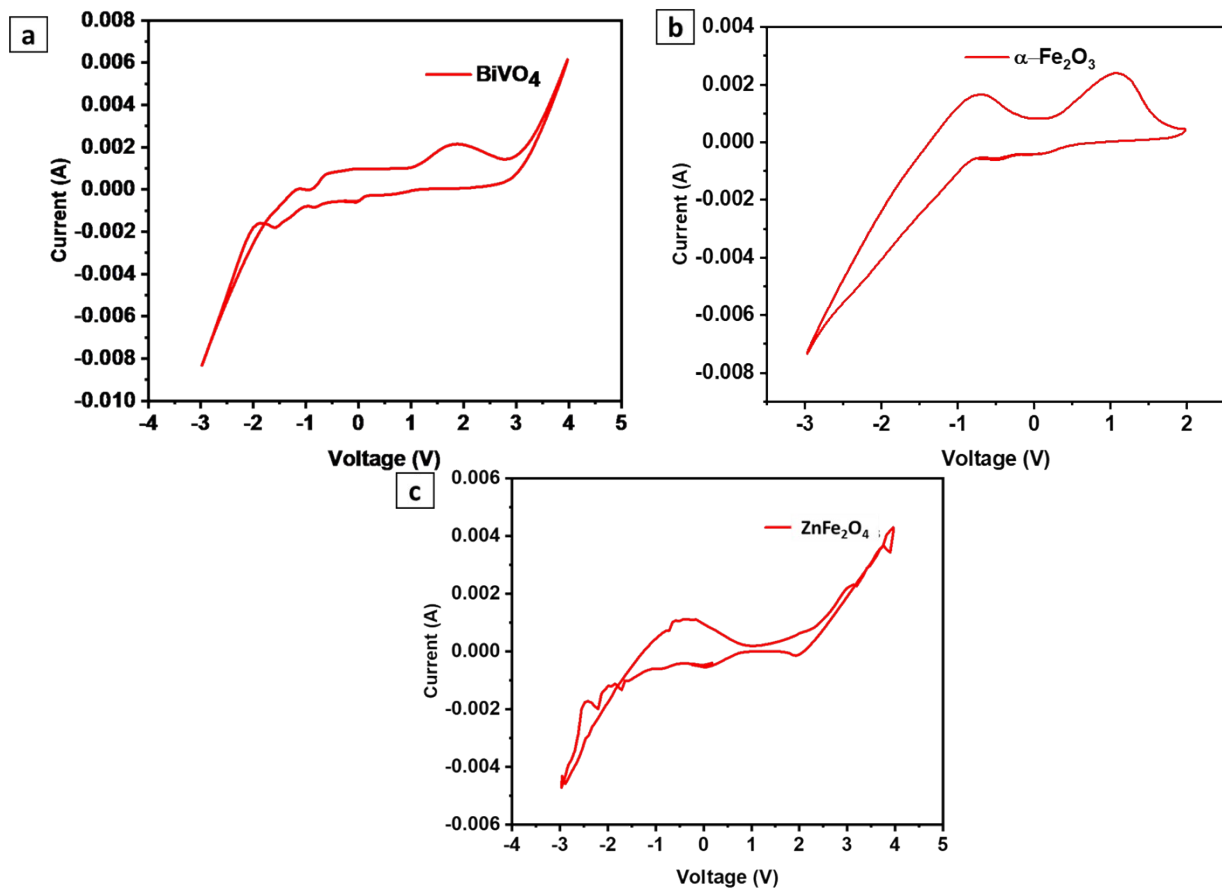 a
0.008
0.006
0.004
0.002
0.000
-0.002
-0.004
-0.006
-0.008
-0.010
Current (A)
BiVO₄
-4 -3 -2 -1 0 1 2 3 4 5
Voltage (V)
b
0.004
0.002
0.000
-0.002
-0.004
-0.006
-0.008
Current (A)
α–Fe₂O₃
-3 -2 -1 0 1 2
Voltage (V)
c
0.006
0.004
0.002
0.000
-0.002
-0.004
-0.006
Current (A)
ZnFe₂O₄
-4 -3 -2 -1 0 1 2 3 4 5
Voltage (V)